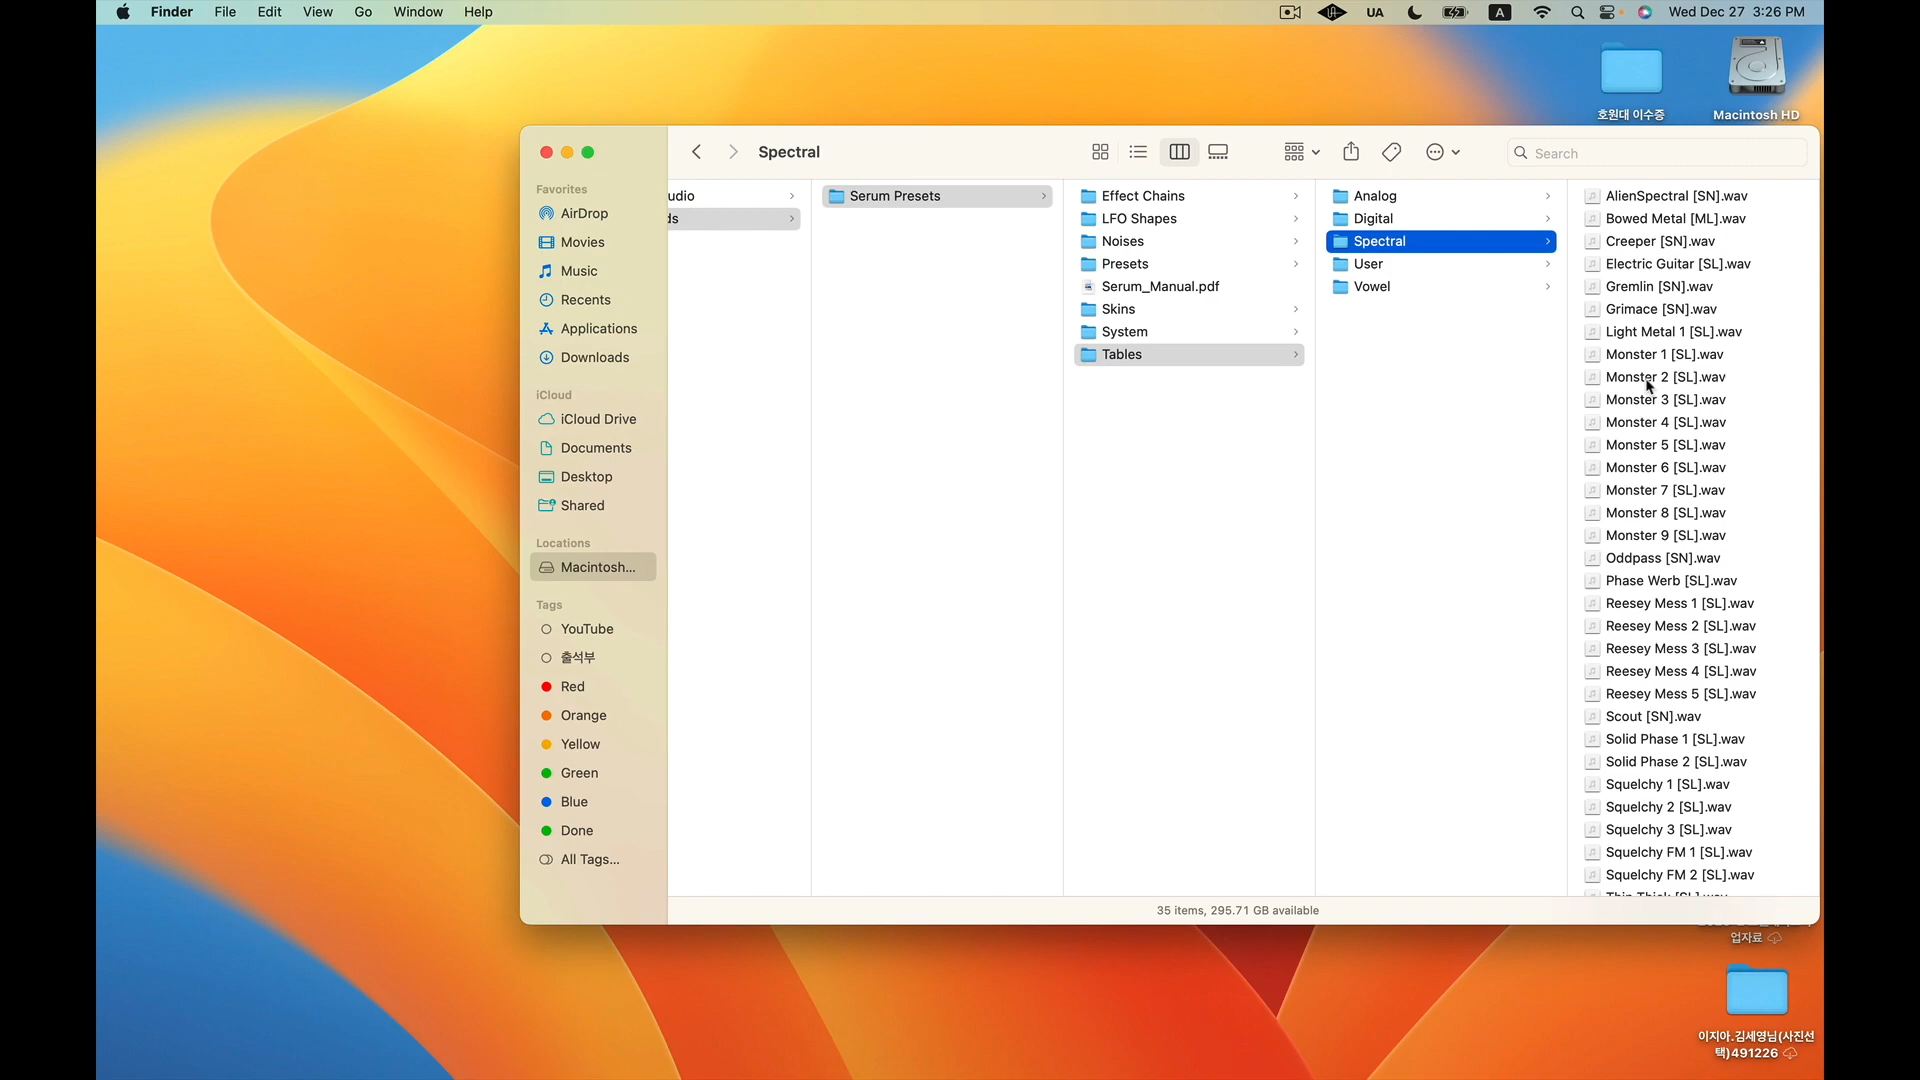 Finder File Edit View Go Window Help
UA
A
Wed Dec 27 3:26 PM
호원대 이수증
Macintosh HD
Spectral
Search
Favorites
AirDrop
Movies
Music
Recents
Applications
Downloads
iCloud
iCloud Drive
Documents
Desktop
Shared
Locations
Macintosh...
Tags
YouTube
출석부
Red
Orange
Yellow
Green
Blue
Done
All Tags...
udio
ds
Serum Presets
Effect Chains
LFO Shapes
Noises
Presets
Serum_Manual.pdf
Skins
System
Tables
Analog
Digital
Spectral
User
Vowel
AlienSpectral [SN].wav
Bowed Metal [ML].wav
Creeper [SN].wav
Electric Guitar [SL].wav
Gremlin [SN].wav
Grimace [SN].wav
Light Metal 1 [SL].wav
Monster 1 [SL].wav
Monster 2 [SL].wav
Monster 3 [SL].wav
Monster 4 [SL].wav
Monster 5 [SL].wav
Monster 6 [SL].wav
Monster 7 [SL].wav
Monster 8 [SL].wav
Monster 9 [SL].wav
Oddpass [SN].wav
Phase Werb [SL].wav
Reesey Mess 1 [SL].wav
Reesey Mess 2 [SL].wav
Reesey Mess 3 [SL].wav
Reesey Mess 4 [SL].wav
Reesey Mess 5 [SL].wav
Scout [SN].wav
Solid Phase 1 [SL].wav
Solid Phase 2 [SL].wav
Squelchy 1 [SL].wav
Squelchy 2 [SL].wav
Squelchy 3 [SL].wav
Squelchy FM 1 [SL].wav
Squelchy FM 2 [SL].wav
35 items, 295.71 GB available
업자료
이지아.김세영님(사진선
택)491226